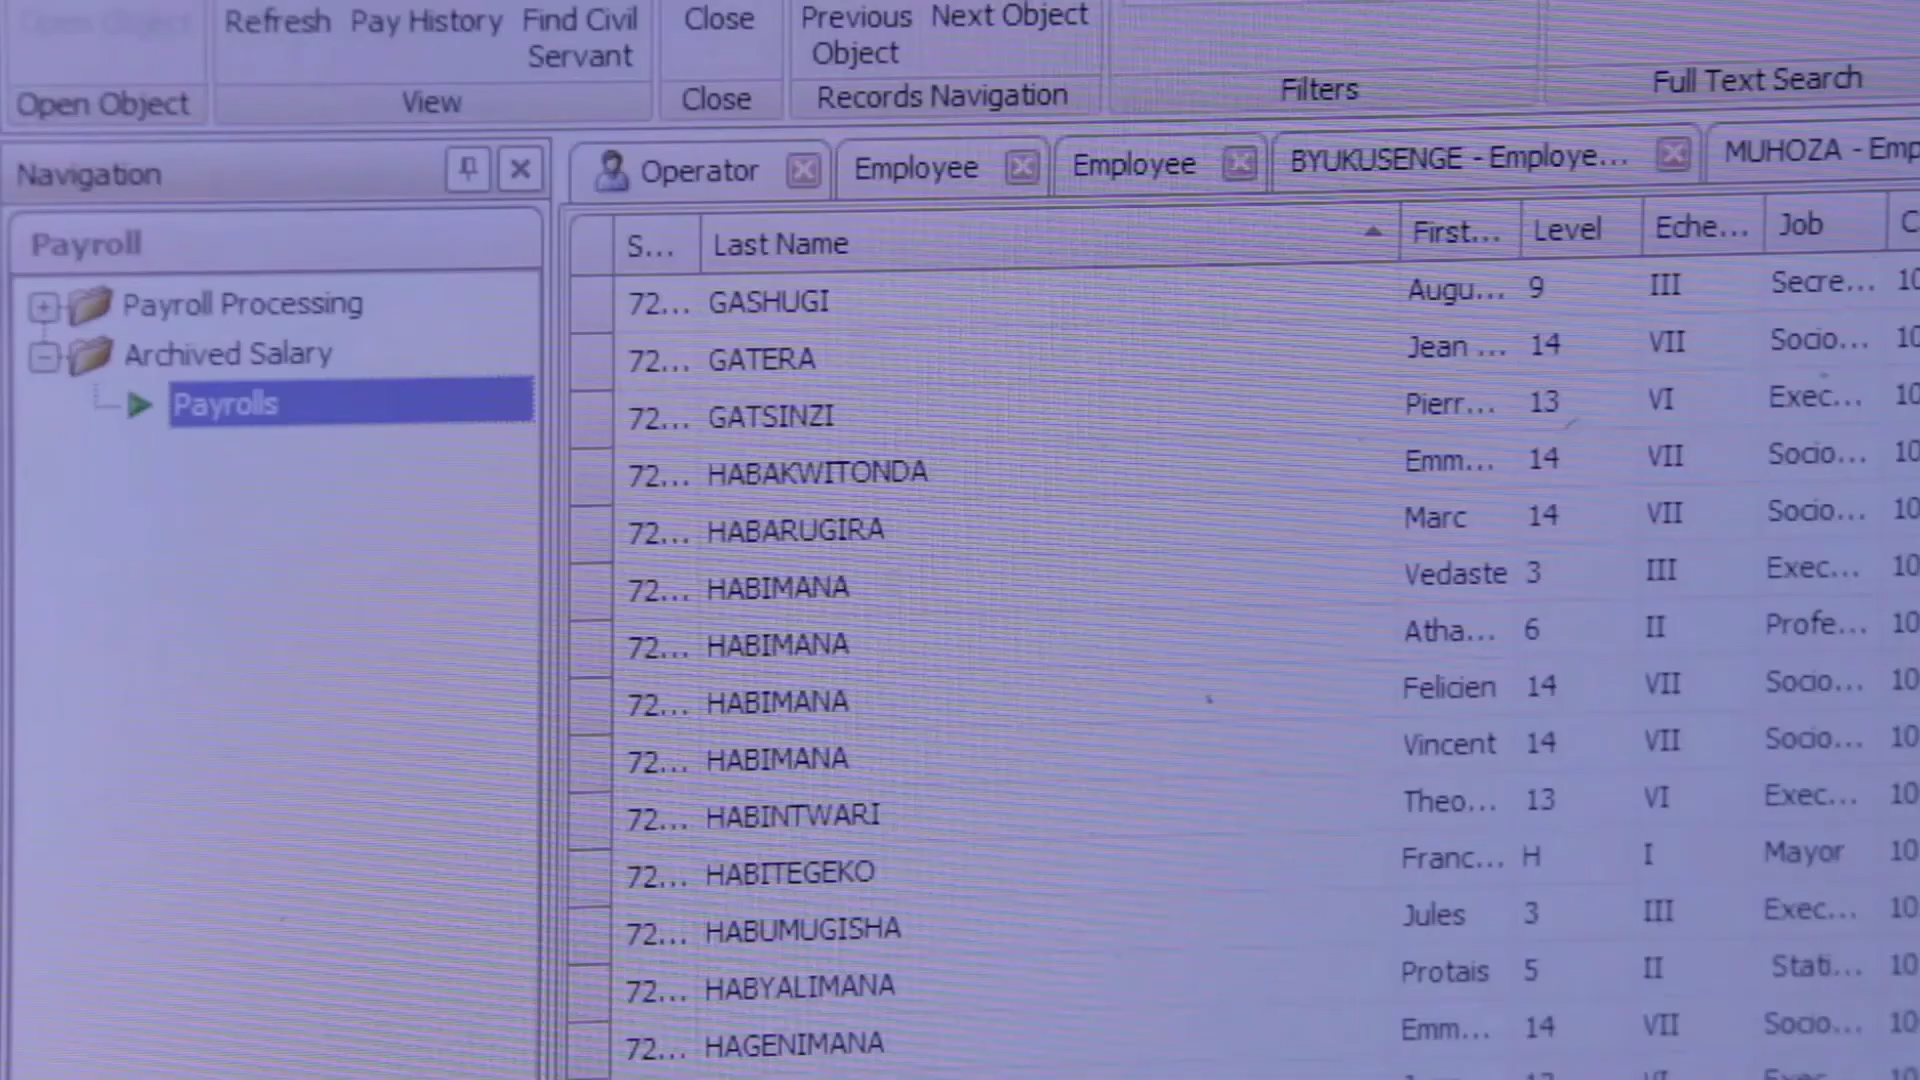 Refresh Pay History Find Civil Servant Close Previous Object Next Object
Open Object View Close Records Navigation Filters Full Text Search
Navigation
Payroll
Payroll Processing
Archived Salary
Payrolls
Operator Employee Employee BYUKUSENGE - Employe... MUHOZA - Emp
S... Last Name First... Level Eche... Job C
72... GASHUGI Augu... 9 III Secre... 10
72... GATERA Jean ... 14 VII Socio... 10
72... GATSINZI Pierr... 13 VI Exec... 10
72... HABAKWITONDA Emm... 14 VII Socio... 10
72... HABARUGIRA Marc 14 VII Socio... 10
72... HABIMANA Vedaste 3 III Exec... 10
72... HABIMANA Atha... 6 II Profe... 10
72... HABIMANA Felicien 14 VII Socio... 10
72... HABIMANA Vincent 14 VII Socio... 10
72... HABINTWARI Theo... 13 VI Exec... 10
72... HABITEGEKO Franc... H I Mayor 10
72... HABUMUGISHA Jules 3 III Exec... 10
72... HABYALIMANA Protais 5 II Stati... 10
72... HAGENIMANA Emm... 14 VII Socio... 10